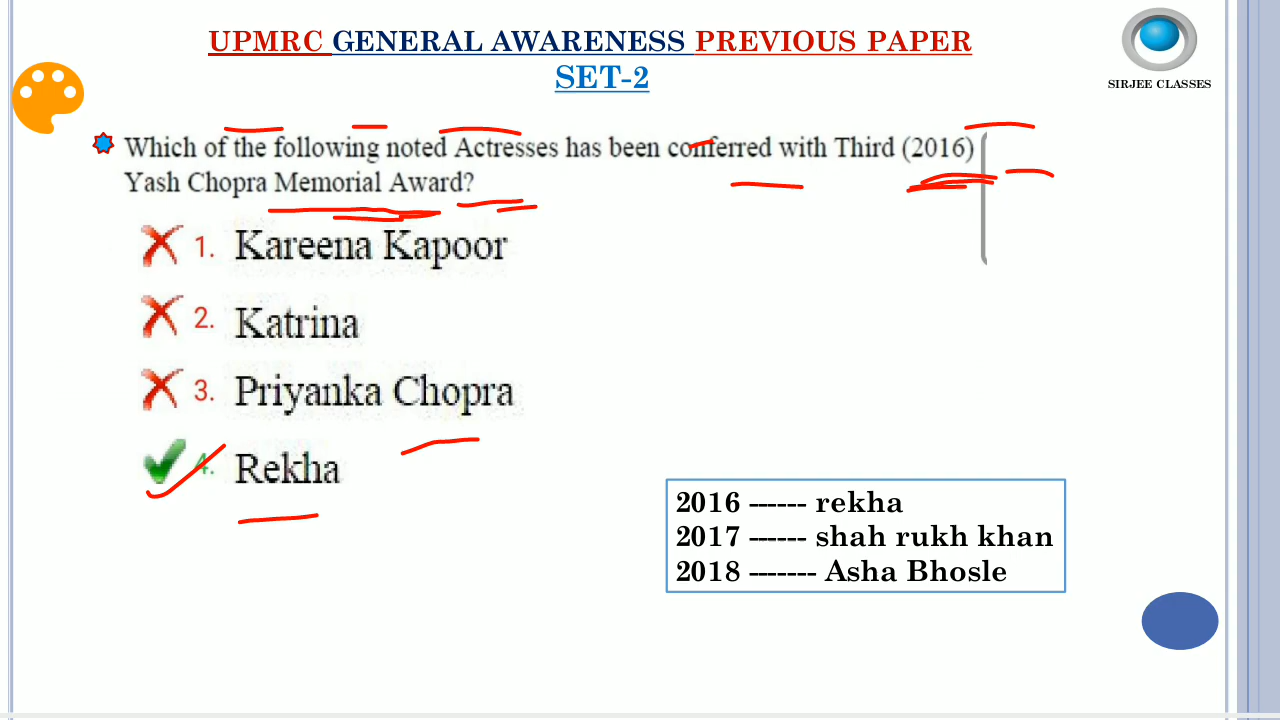 UPMRC GENERAL AWARENESS PREVIOUS PAPER
SET-2
SIRJEE CLASSES
Which of the following noted Actresses has been conferred with Third (2016)
Yash Chopra Memorial Award?
1. Kareena Kapoor
2. Katrina
3. Priyanka Chopra
4. Rekha
2016 ------ rekha
2017 ------ shah rukh khan
2018 ------- Asha Bhosle